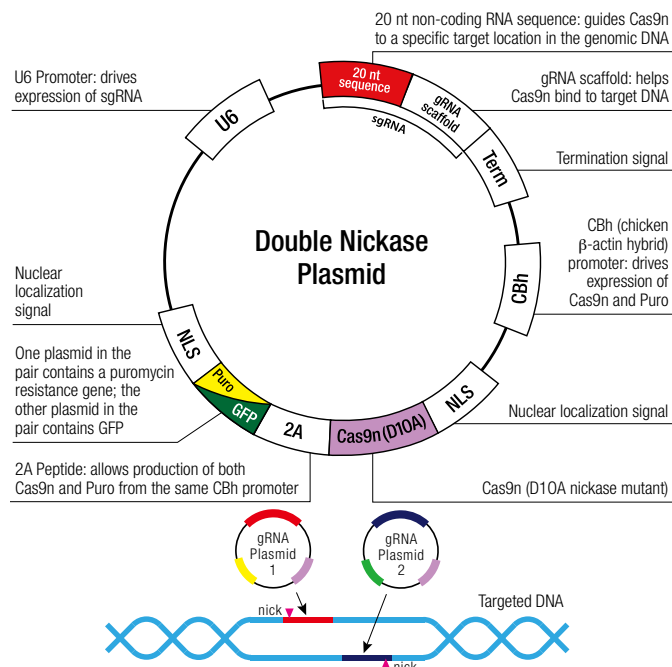 20 nt non-coding RNA sequence: guides Cas9n
to a specific target location in the genomic DNA
U6 Promoter: drives
expression of sgRNA
gRNA scaffold: helps
Cas9n bind to target DNA
20 nt
sequence
gRNA
scaffold
sgRNA
U6
Term
Termination signal
Double Nickase
Plasmid
CBh (chicken
β-actin hybrid)
promoter: drives
expression of
Cas9n and Puro
CBh
Nuclear
localization
signal
NLS
One plasmid in the
pair contains a puromycin
resistance gene; the
other plasmid in the
pair contains GFP
Puro
GFP
2A
Cas9n (D10A)
NLS
Nuclear localization signal
2A Peptide: allows production of both
Cas9n and Puro from the same CBh promoter
Cas9n (D10A nickase mutant)
gRNA
Plasmid
1
gRNA
Plasmid
2
nick
Targeted DNA
nick